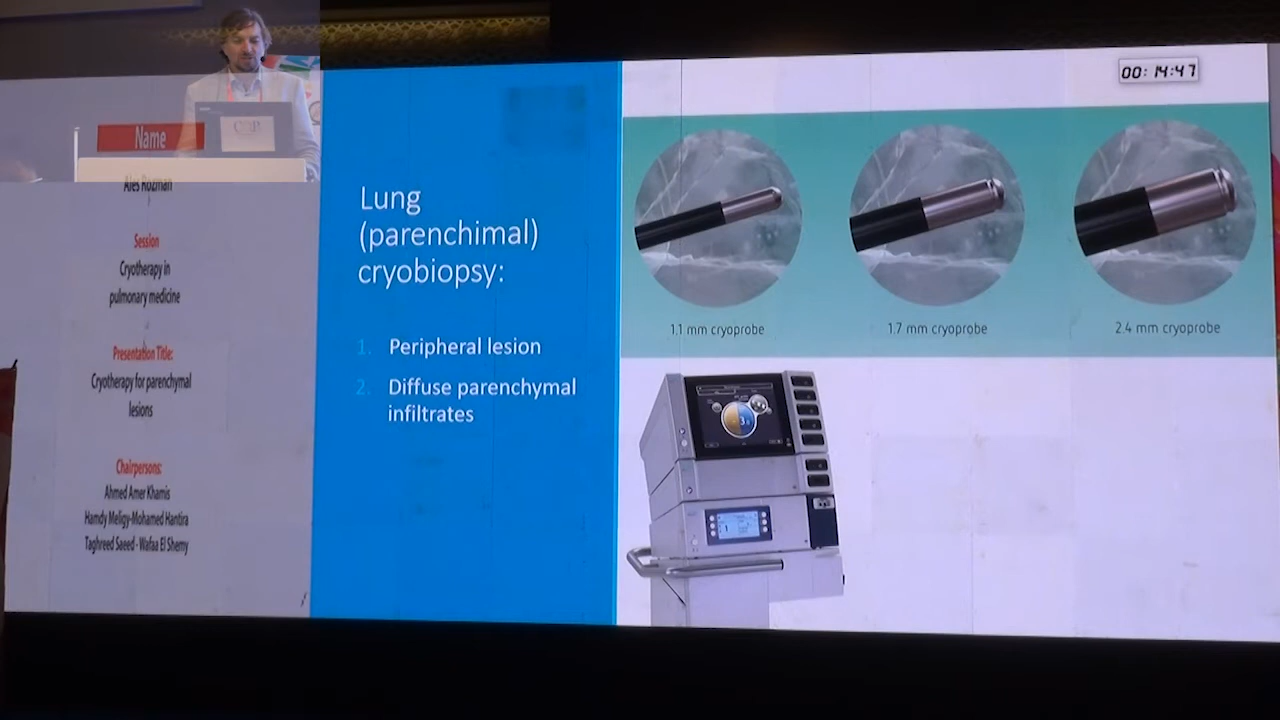 Name
Ales Rozman
Session
Cryotherapy in
pulmonary medicine
Presentation Title:
Cryotherapy for parenchymal
lesions
Chairpersons:
Ahmed Amer Khamis
Hamdy Meligy-Mohamed Hantira
Taghreed Saeed - Wafaa El Shemy
Lung
(parenchimal)
cryobiopsy:
1. Peripheral lesion
2. Diffuse parenchymal
infiltrates
00:14:47
1.1 mm cryoprobe
1.7 mm cryoprobe
2.4 mm cryoprobe